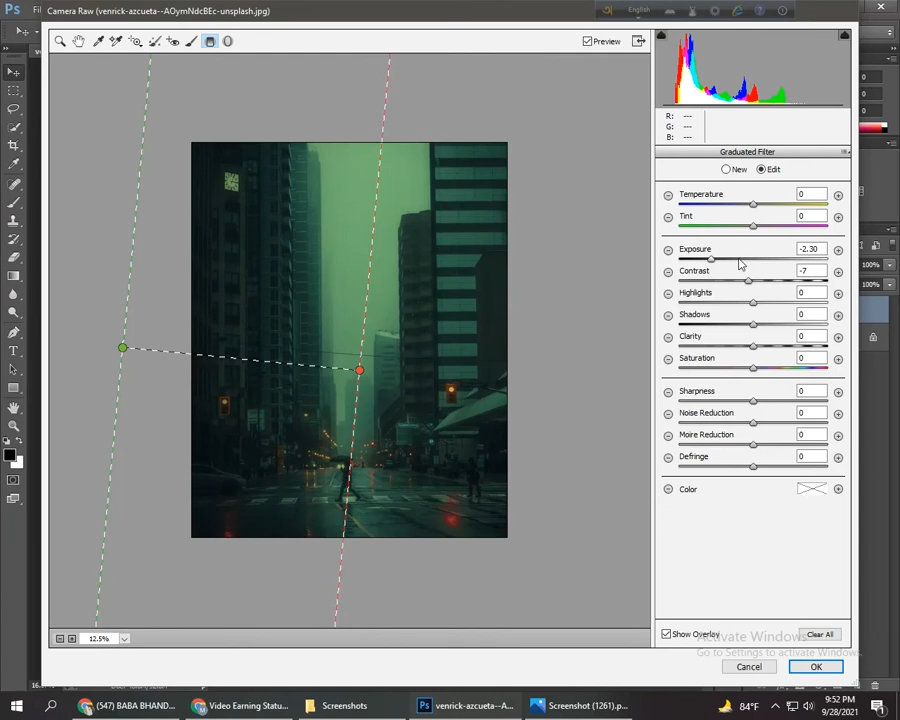 Camera Raw (venrick-azcueta--AOymNdcBEc-unsplash.jpg)
English
Ps
Preview
R: ---
G: ---
B: ---
Graduated Filter
New
Edit
Temperature 0
Tint 0
Exposure -2.30
Contrast -7
Highlights 0
Shadows 0
Clarity 0
Saturation 0
Sharpness 0
Noise Reduction 0
Moire Reduction 0
Defringe 0
Color
100%
100%
Show Overlay
Clear All
Activate Windows
Go to Settings to activate Windows.
12.5%
Cancel
OK
(547) BABA BHAND...
Video Earning Statu...
Screenshots
venrick-azcueta--A...
Screenshot (1261).p...
84°F
9:52 PM
9/28/2021